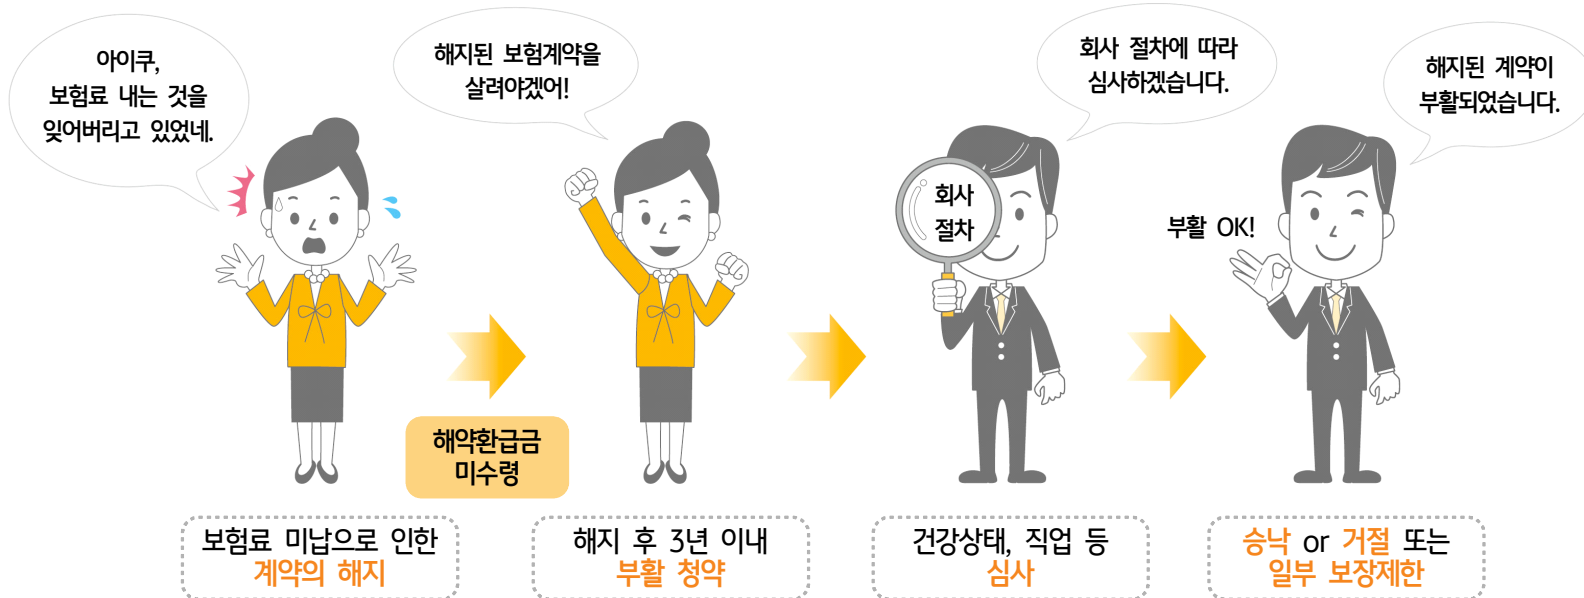 아이쿠,
보험료 내는 것을
잊어버리고 있었네.
해지된 보험계약을
살려야겠어!
회사 절차에 따라
심사하겠습니다.
해지된 계약이
부활되었습니다.
회사
절차
부활 OK!
해약환급금
미수령
보험료 미납으로 인한
계약의 해지
해지 후 3년 이내
부활 청약
건강상태, 직업 등
심사
승낙 or 거절 또는
일부 보장제한